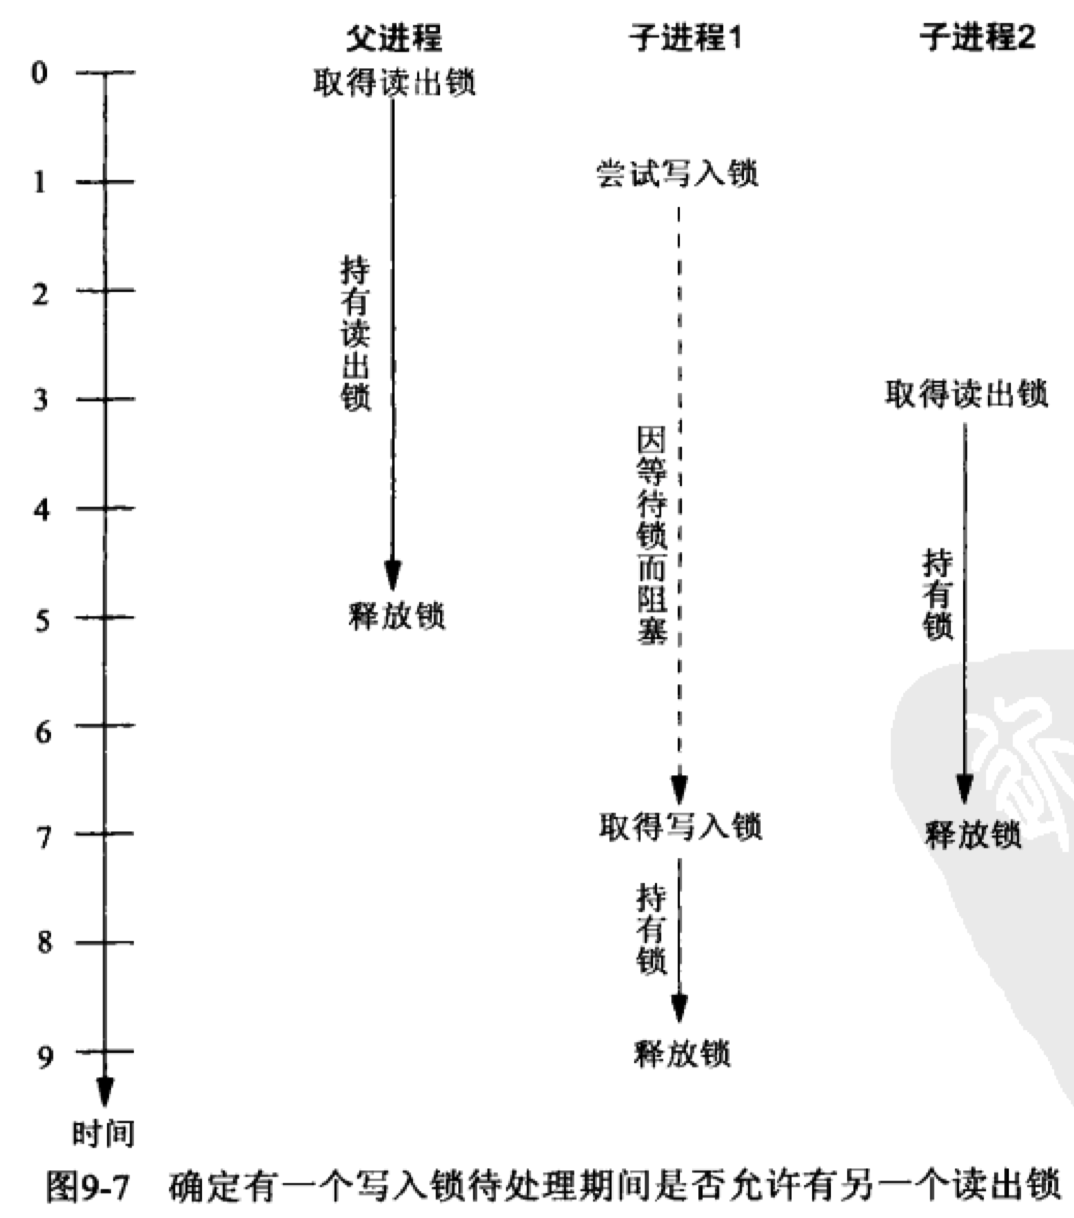 父进程 子进程1 子进程2
0 取得读出锁
1 尝试写入锁
2
持有读出锁
3 取得读出锁
因等待锁而阻塞
4
持有锁
5 释放锁
6
7 取得写入锁 释放锁
持有锁
8
9 释放锁
时间
图9-7 确定有一个写入锁待处理期间是否允许有另一个读出锁